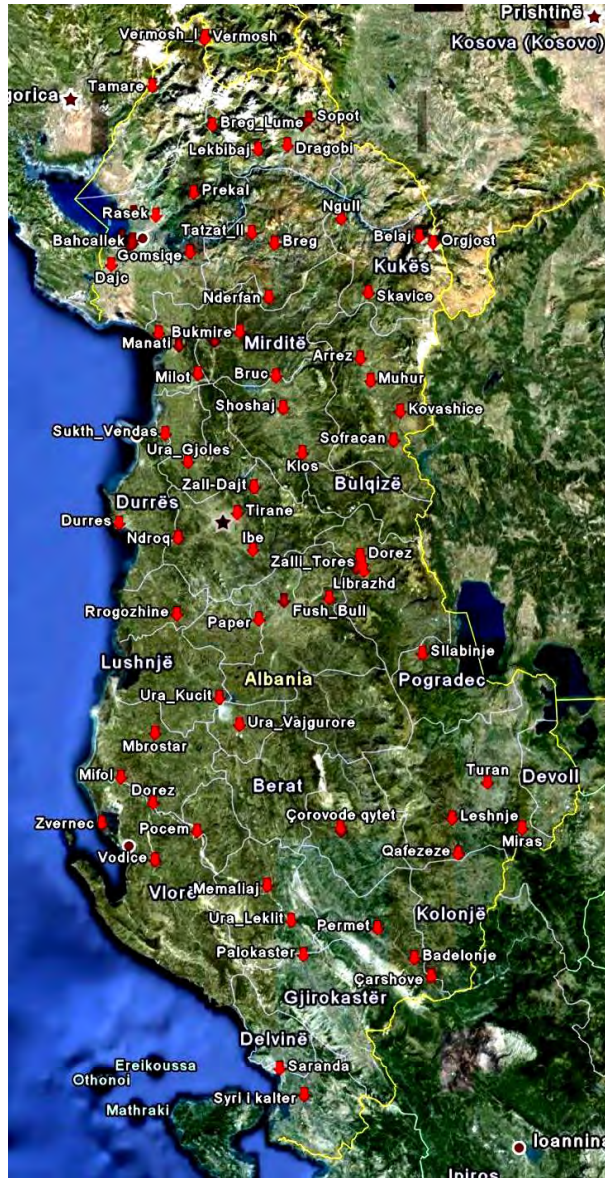 Prishtinë
Vermosh_I
Vermosh
Kosova (Kosovo)
Tamare
gorica
Sopot
Breg_Lume
Lekbibaj
Dragobi
Prekal
Rasek
Ngull
Tatzat_II
Belaj
Bahcallek
Breg
Orgjost
Gomsiqe
Dajc
Kukës
Nderfan
Skavice
Bukmire
Manati
Mirditë
Arrez
Milot
Bruc
Muhur
Shoshaj
Kovashice
Sukth_Vendas
Sofracan
Ura_Gjoles
Klos
Zall-Dajt
Bulqizë
Durrës
Tirane
Durres
Ndroq
Ibe
Dorez
Zalli_Tores
Librazhd
Rrogozhine
Fush_Bull
Paper
Sllabinje
Lushnjë
Albania
Pogradec
Ura_Kucit
Ura_Vajgurore
Mbrostar
Mifol
Turan
Devoll
Dorez
Berat
Zvernec
Pocem
Çorovode qytet
Leshnje
Miras
Vodice
Qafezeze
Vlorë
Memaliaj
Ura_Leklit
Permet
Kolonjë
Palokaster
Badelonje
Çarshove
Gjirokastër
Delvinë
Ereikoussa
Saranda
Othonoi
Syri i kalter
Mathraki
Ioannina
Ipiros